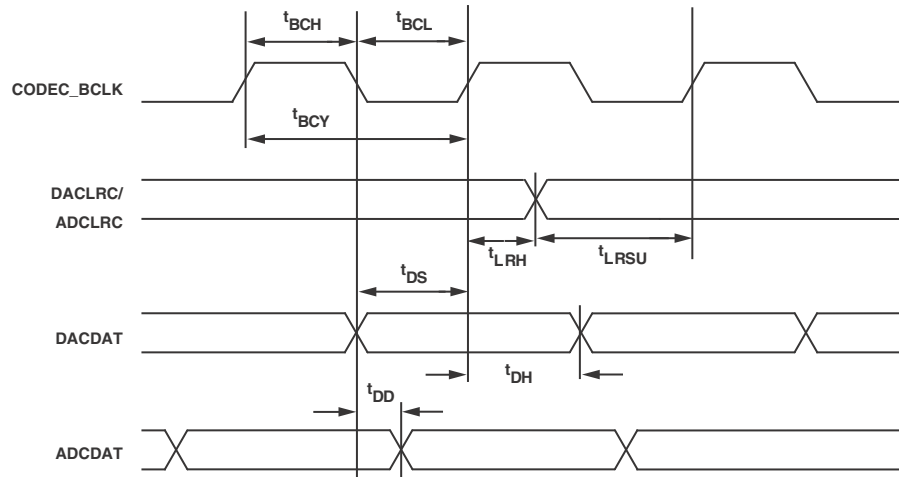 tBCH
tBCL
CODEC_BCLK
tBCY
DACLRC/
ADCLRC
tLRH
tLRSU
tDS
DACDAT
tDH
tDD
ADCDAT